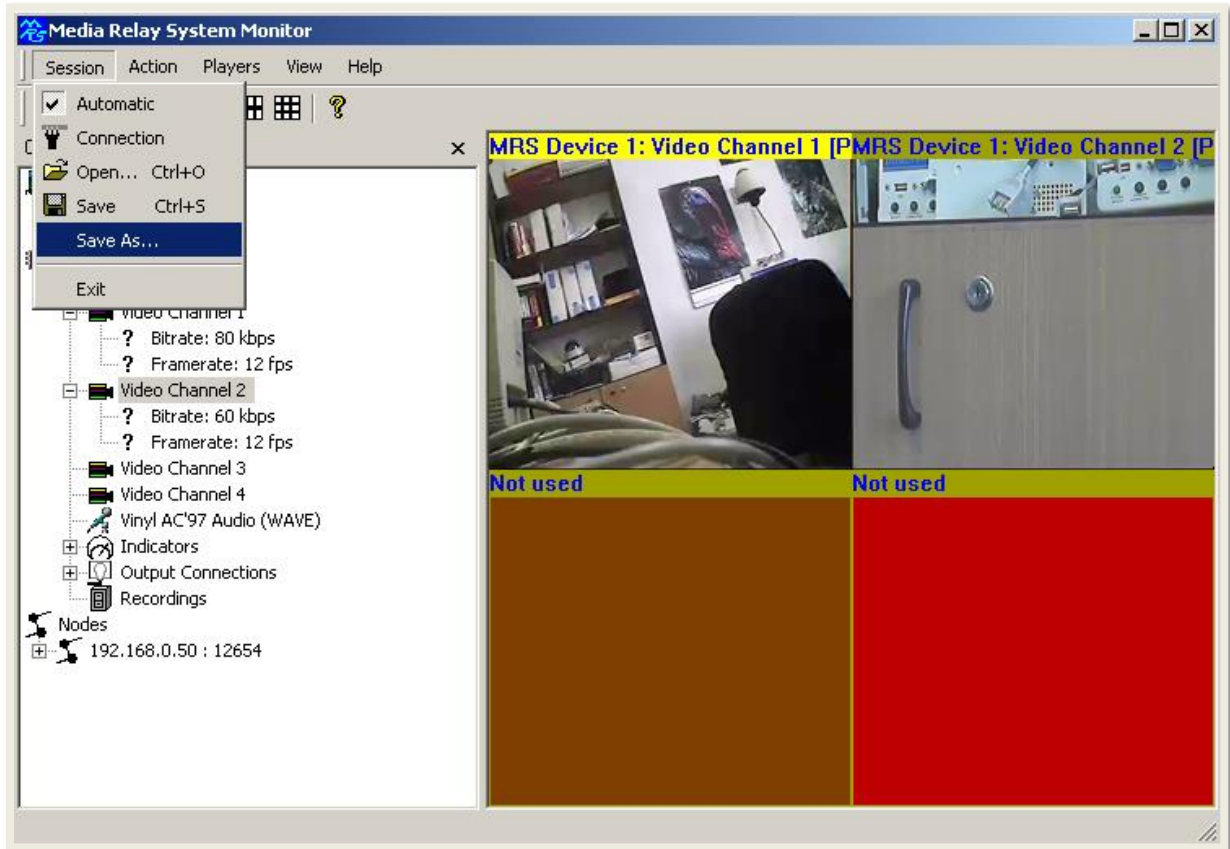 Media Relay System Monitor
Session Action Players View Help
Automatic
Connection
Open... Ctrl+O
Save Ctrl+S
Save As...
Exit
MRS Device 1: Video Channel 1 [P
MRS Device 1: Video Channel 2 [P
Video Channel 1
? Bitrate: 80 kbps
? Framerate: 12 fps
Video Channel 2
? Bitrate: 60 kbps
? Framerate: 12 fps
Video Channel 3
Video Channel 4
Vinyl AC'97 Audio (WAVE)
Indicators
Output Connections
Recordings
Nodes
192.168.0.50 : 12654
Not used
Not used